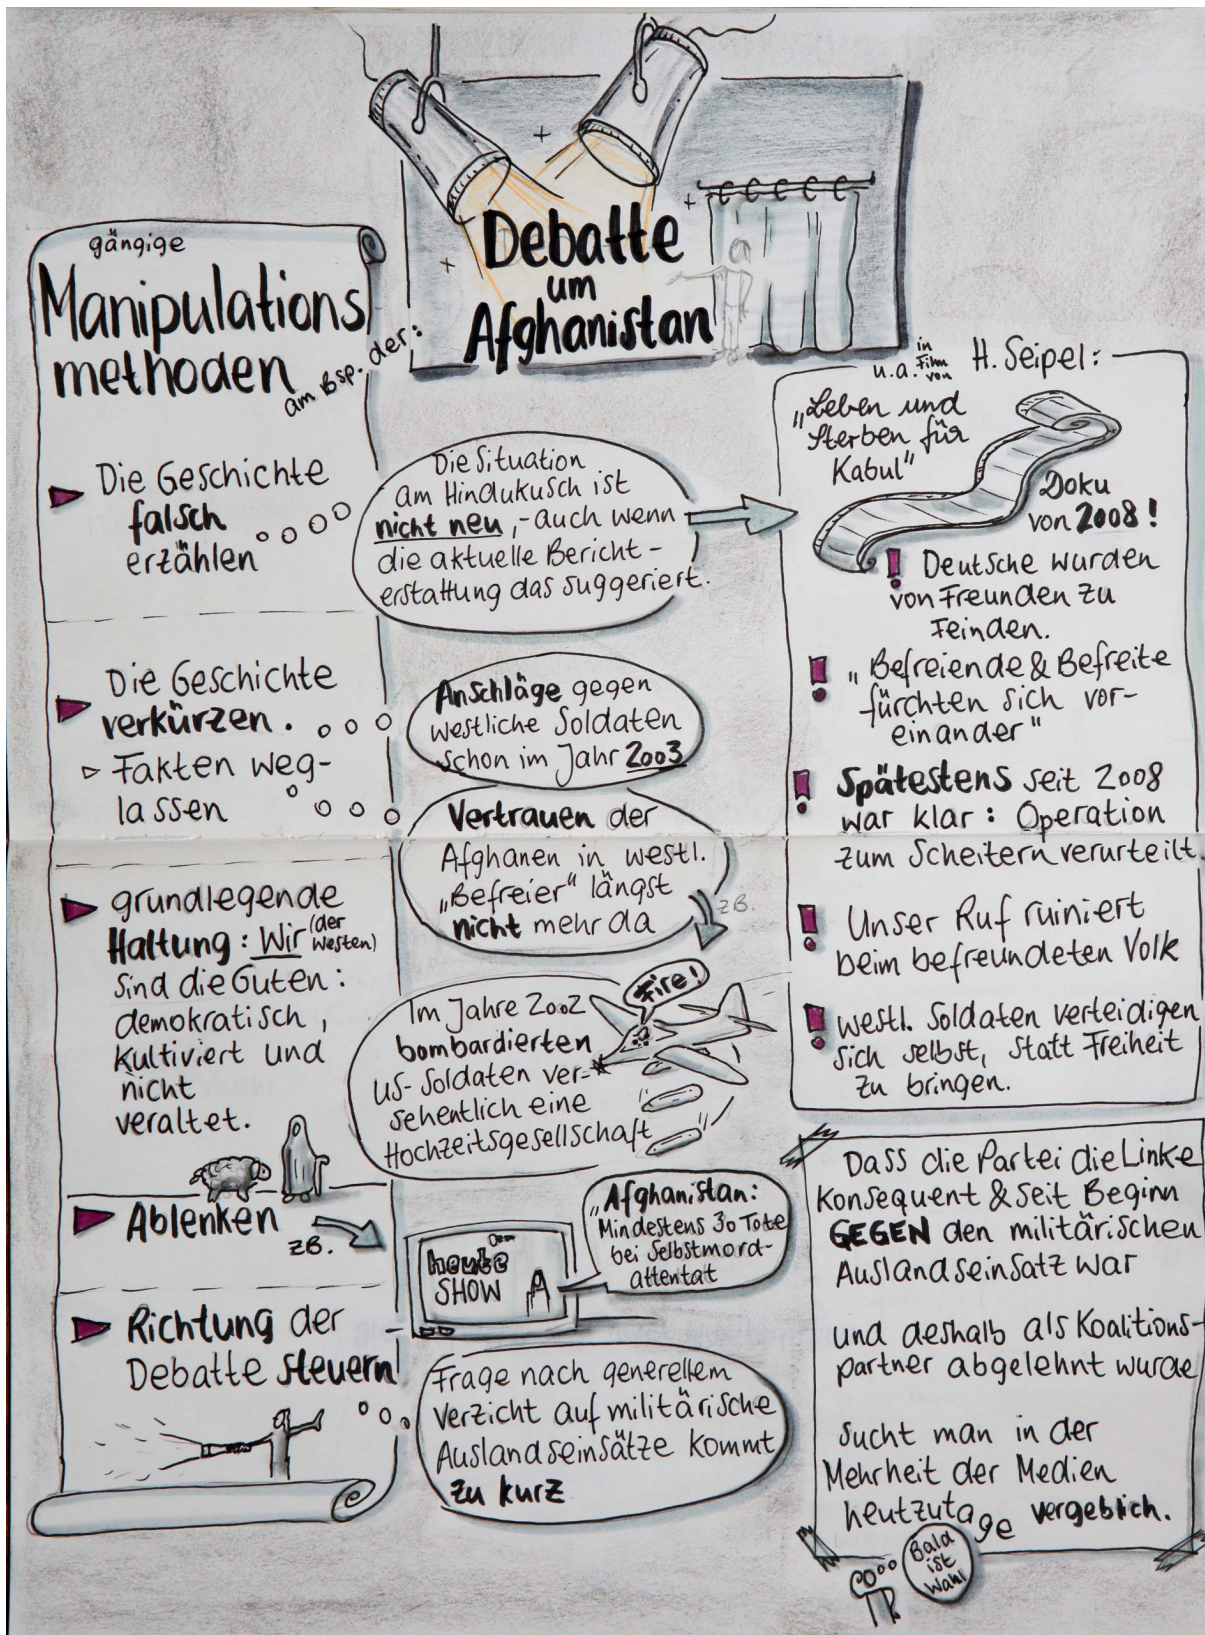 gängige
Manipulations
methoden
am Bsp. der:
Debatte
um
Afghanistan
Die Geschichte
falsch
erzählen
Die Situation
am Hindukusch ist
nicht neu,- auch wenn
die aktuelle Bericht-
erstattung das suggeriert.
Die Geschichte
verkürzen.
Fakten weg-
lassen
Anschläge gegen
westliche Soldaten
schon im Jahr 2003
Vertrauen der
Afghanen in westl.
„Befreier“ längst
nicht mehr da
zB.
grundlegende
Haltung: Wir (der Westen)
sind die Guten:
demokratisch,
kultiviert und
nicht
veraltet.
Im Jahre 2002
bombardierten
US-Soldaten ver-
sehentlich eine
Hochzeitsgesellschaft
Fire!
Ablenken
zB.
heute
SHOW
„Afghanistan:
Mindestens 30 Tote
bei Selbstmord-
attentat
Richtung der
Debatte steuern
Frage nach generellem
Verzicht auf militärische
Auslandseinsätze kommt
zu kurz
u.a. in Film von H. Seipel:
„Leben und
Sterben für
Kabul“
Doku
von 2008!
! Deutsche wurden
von Freunden zu
Feinden.
! „Befreiende & Befreite
fürchten sich vor-
einander“
! Spätestens seit 2008
war klar: Operation
zum Scheitern verurteilt
! Unser Ruf ruiniert
beim befreundeten Volk
! westl. Soldaten verteidigen
sich selbst, statt Freiheit
zu bringen.
Dass die Partei die Linke
konsequent & seit Beginn
GEGEN den militärischen
Auslandseinsatz war
und deshalb als Koalitions-
partner abgelehnt wurde
sucht man in der
Mehrheit der Medien
heutzutage vergeblich.
Bald
ist
Wahl